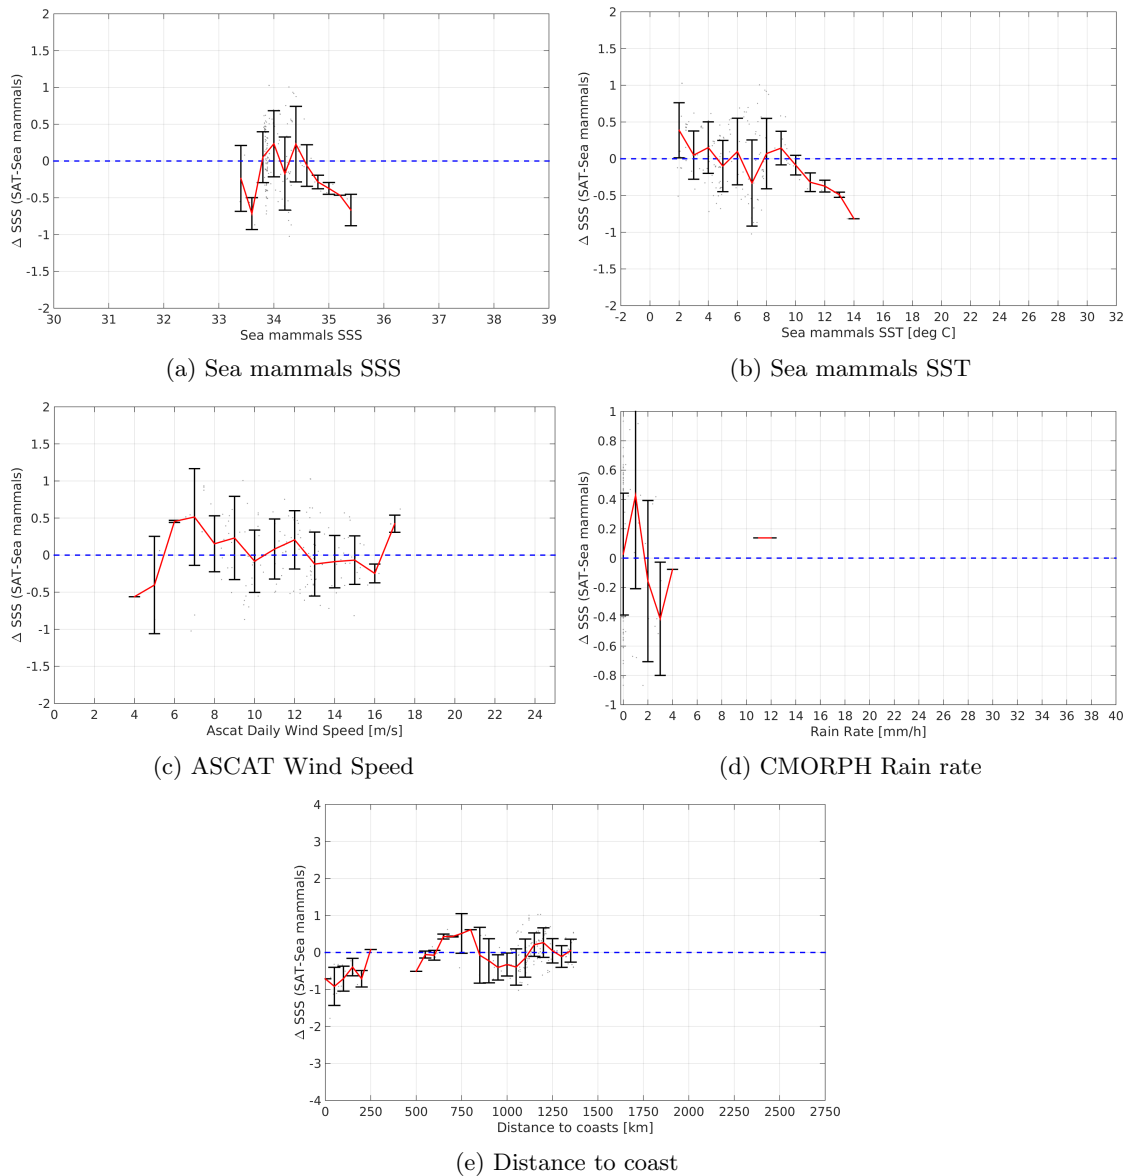 2
1.5
1
0.5
0
-0.5
-1
-1.5
-2
Δ SSS (SAT-Sea mammals)
30 31 32 33 34 35 36 37 38 39
Sea mammals SSS
(a) Sea mammals SSS
2
1.5
1
0.5
0
-0.5
-1
-1.5
-2
Δ SSS (SAT-Sea mammals)
-2 0 2 4 6 8 10 12 14 16 18 20 22 24 26 28 30 32
Sea mammals SST [deg C]
(b) Sea mammals SST
2
1.5
1
0.5
0
-0.5
-1
-1.5
-2
Δ SSS (SAT-Sea mammals)
0 2 4 6 8 10 12 14 16 18 20 22 24
Ascat Daily Wind Speed [m/s]
(c) ASCAT Wind Speed
1
0.8
0.6
0.4
0.2
0
-0.2
-0.4
-0.6
-0.8
-1
Δ SSS (SAT-Sea mammals)
0 2 4 6 8 10 12 14 16 18 20 22 24 26 28 30 32 34 36 38 40
Rain Rate [mm/h]
(d) CMORPH Rain rate
4
3
2
1
0
-1
-2
-3
-4
Δ SSS (SAT-Sea mammals)
0 250 500 750 1000 1250 1500 1750 2000 2250 2500 2750
Distance to coasts [km]
(e) Distance to coast